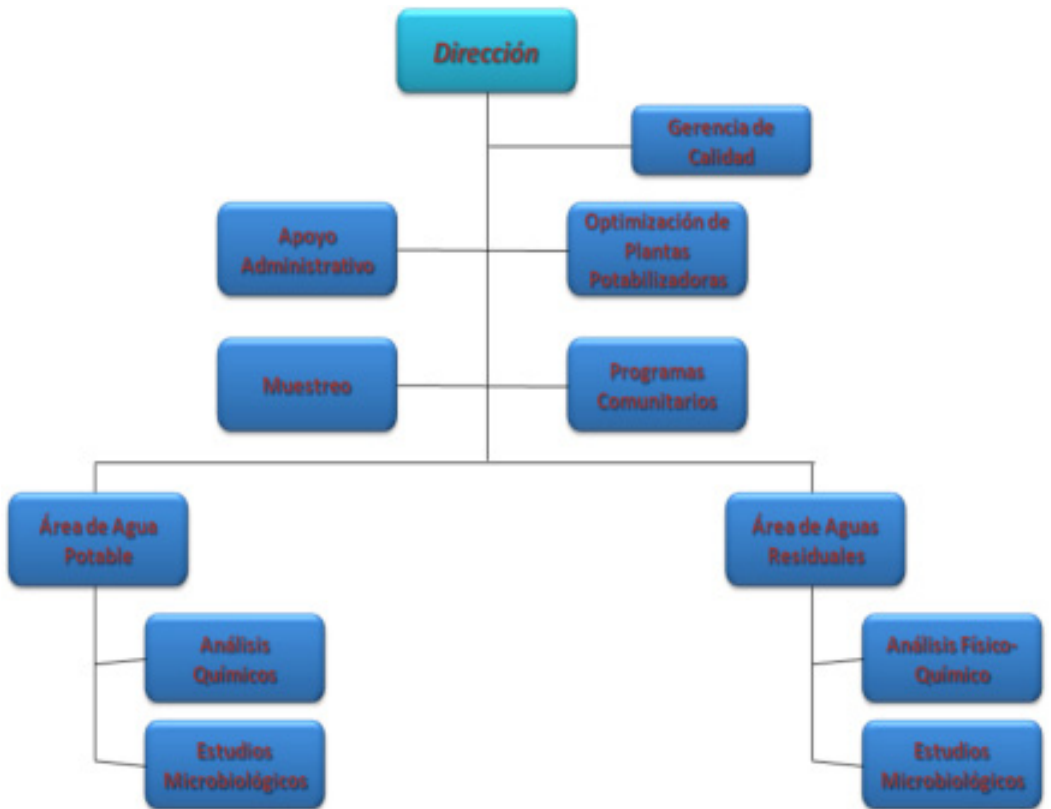 Dirección
Gerencia de
Calidad
Apoyo
Administrativo
Optimización de
Plantas
Potabilizadoras
Muestreo
Programas
Comunitarios
Área de Agua
Potable
Área de Aguas
Residuales
Análisis
Químicos
Análisis Físico-
Químico
Estudios
Microbiológicos
Estudios
Microbiológicos